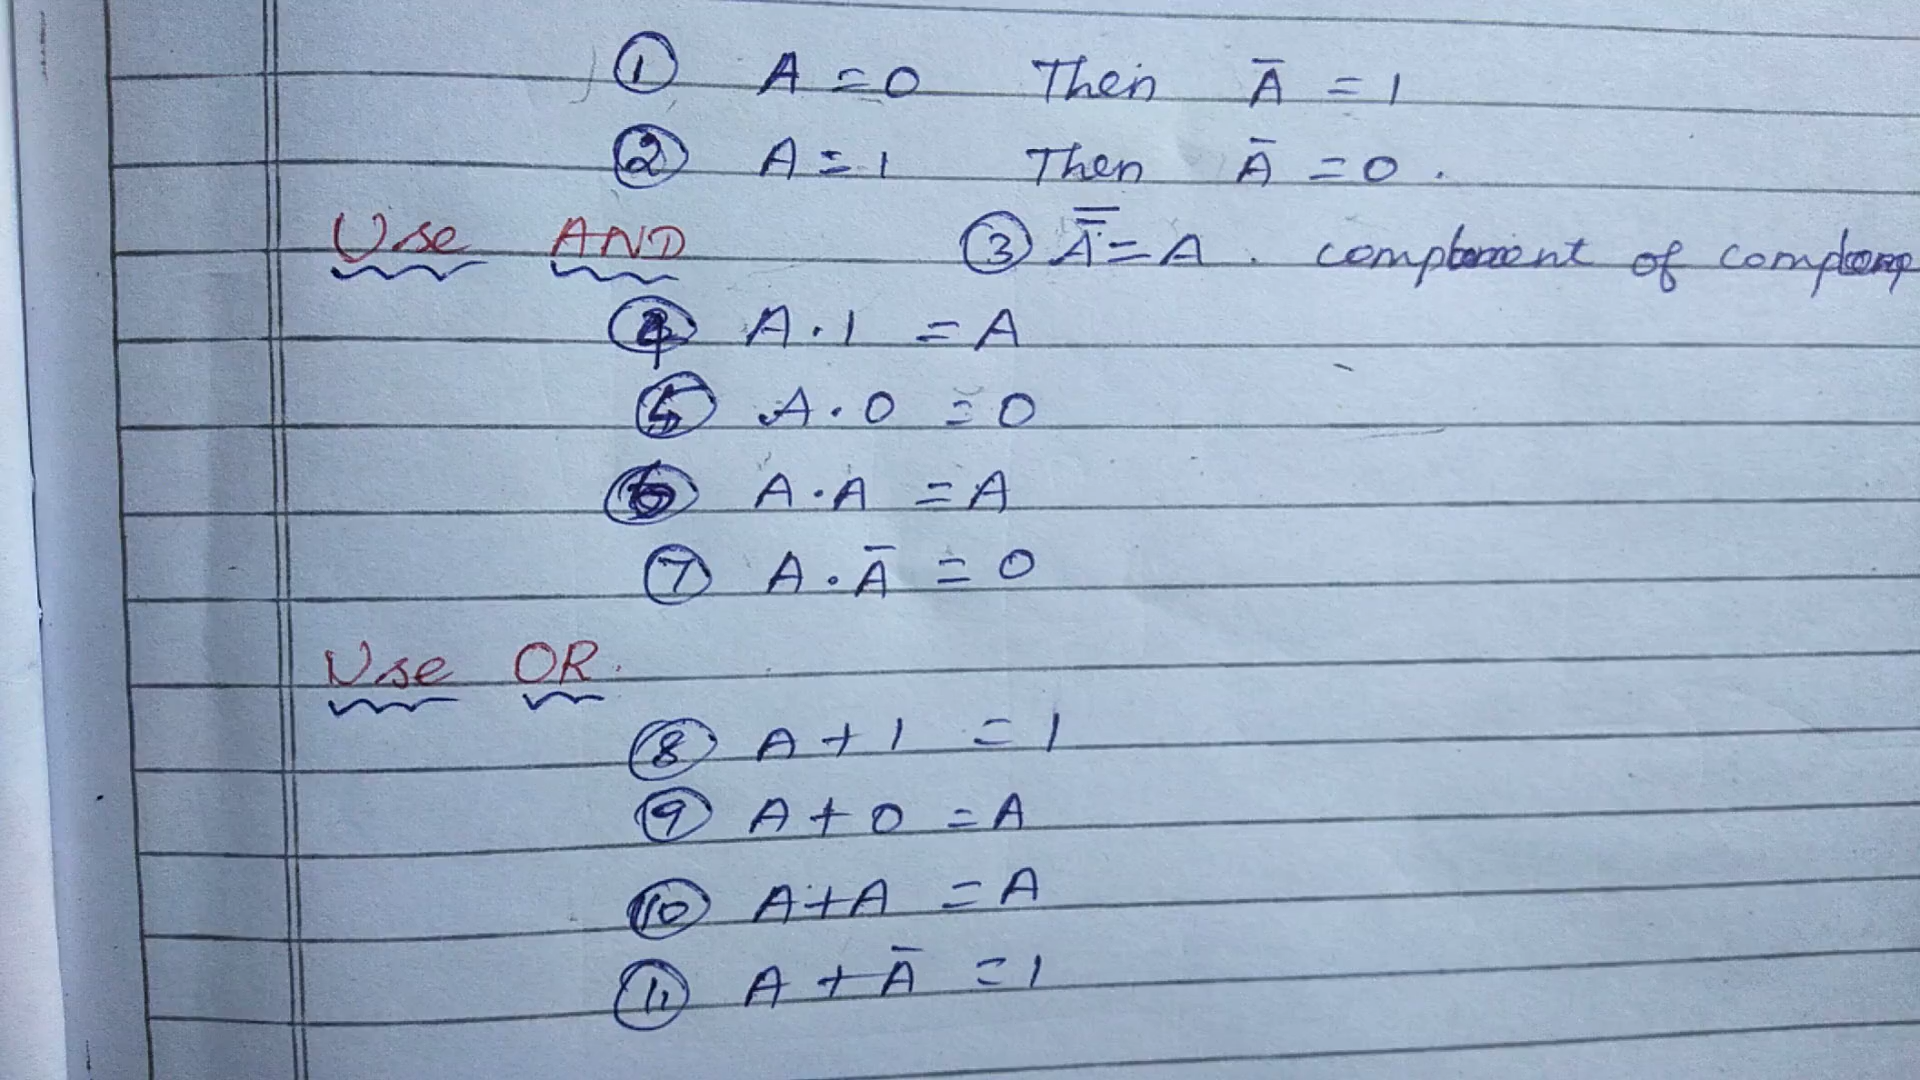 ① A = 0 Then Ā = 1
② A = 1 Then Ā = 0 .
Use AND ③ A̿ = A . complement of
④ A . 1 = A
⑤ A . 0 = 0
⑥ A . A = A
⑦ A . Ā = 0
Use OR.
⑧ A + 1 = 1
⑨ A + 0 = A
⑩ A + A = A
⑪ A + Ā = 1